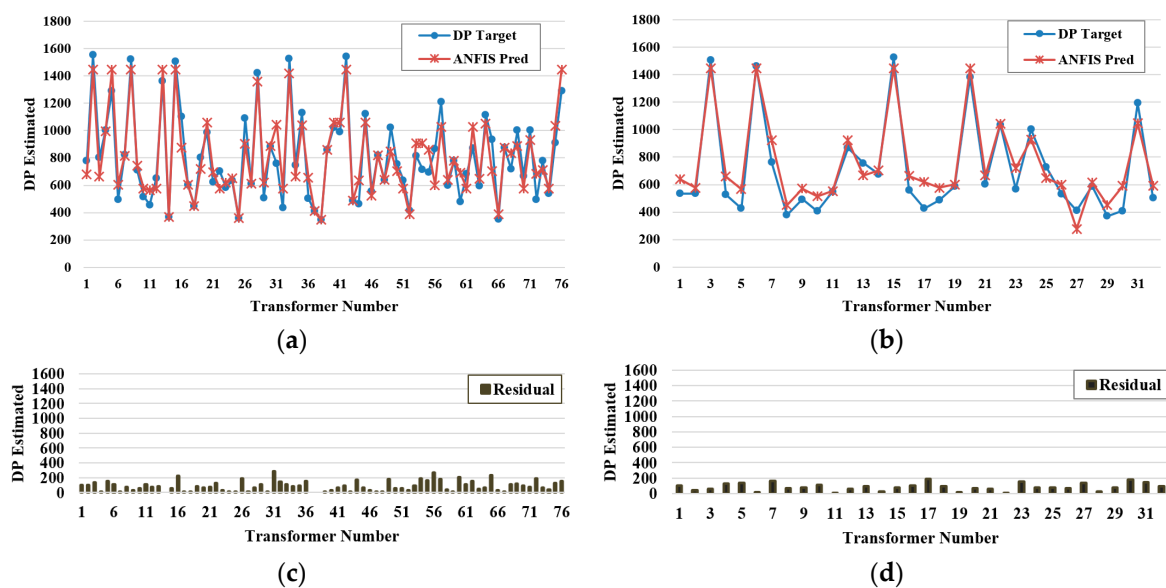 1800
1600
1400
1200
1000
800
600
400
200
0
DP Estimated
DP Target
ANFIS Pred
1 6 11 16 21 26 31 36 41 46 51 56 61 66 71 76
Transformer Number
(a)
1800
1600
1400
1200
1000
800
600
400
200
0
DP Estimated
DP Target
ANFIS Pred
1 3 5 7 9 11 13 15 17 19 21 23 25 27 29 31
Transformer Number
(b)
1600
1400
1200
1000
800
600
400
200
0
DP Estimated
Residual
1 6 11 16 21 26 31 36 41 46 51 56 61 66 71 76
Transformer Number
(c)
1600
1400
1200
1000
800
600
400
200
0
DP Estimated
Residual
1 3 5 7 9 11 13 15 17 19 21 23 25 27 29 31
Transformer Number
(d)